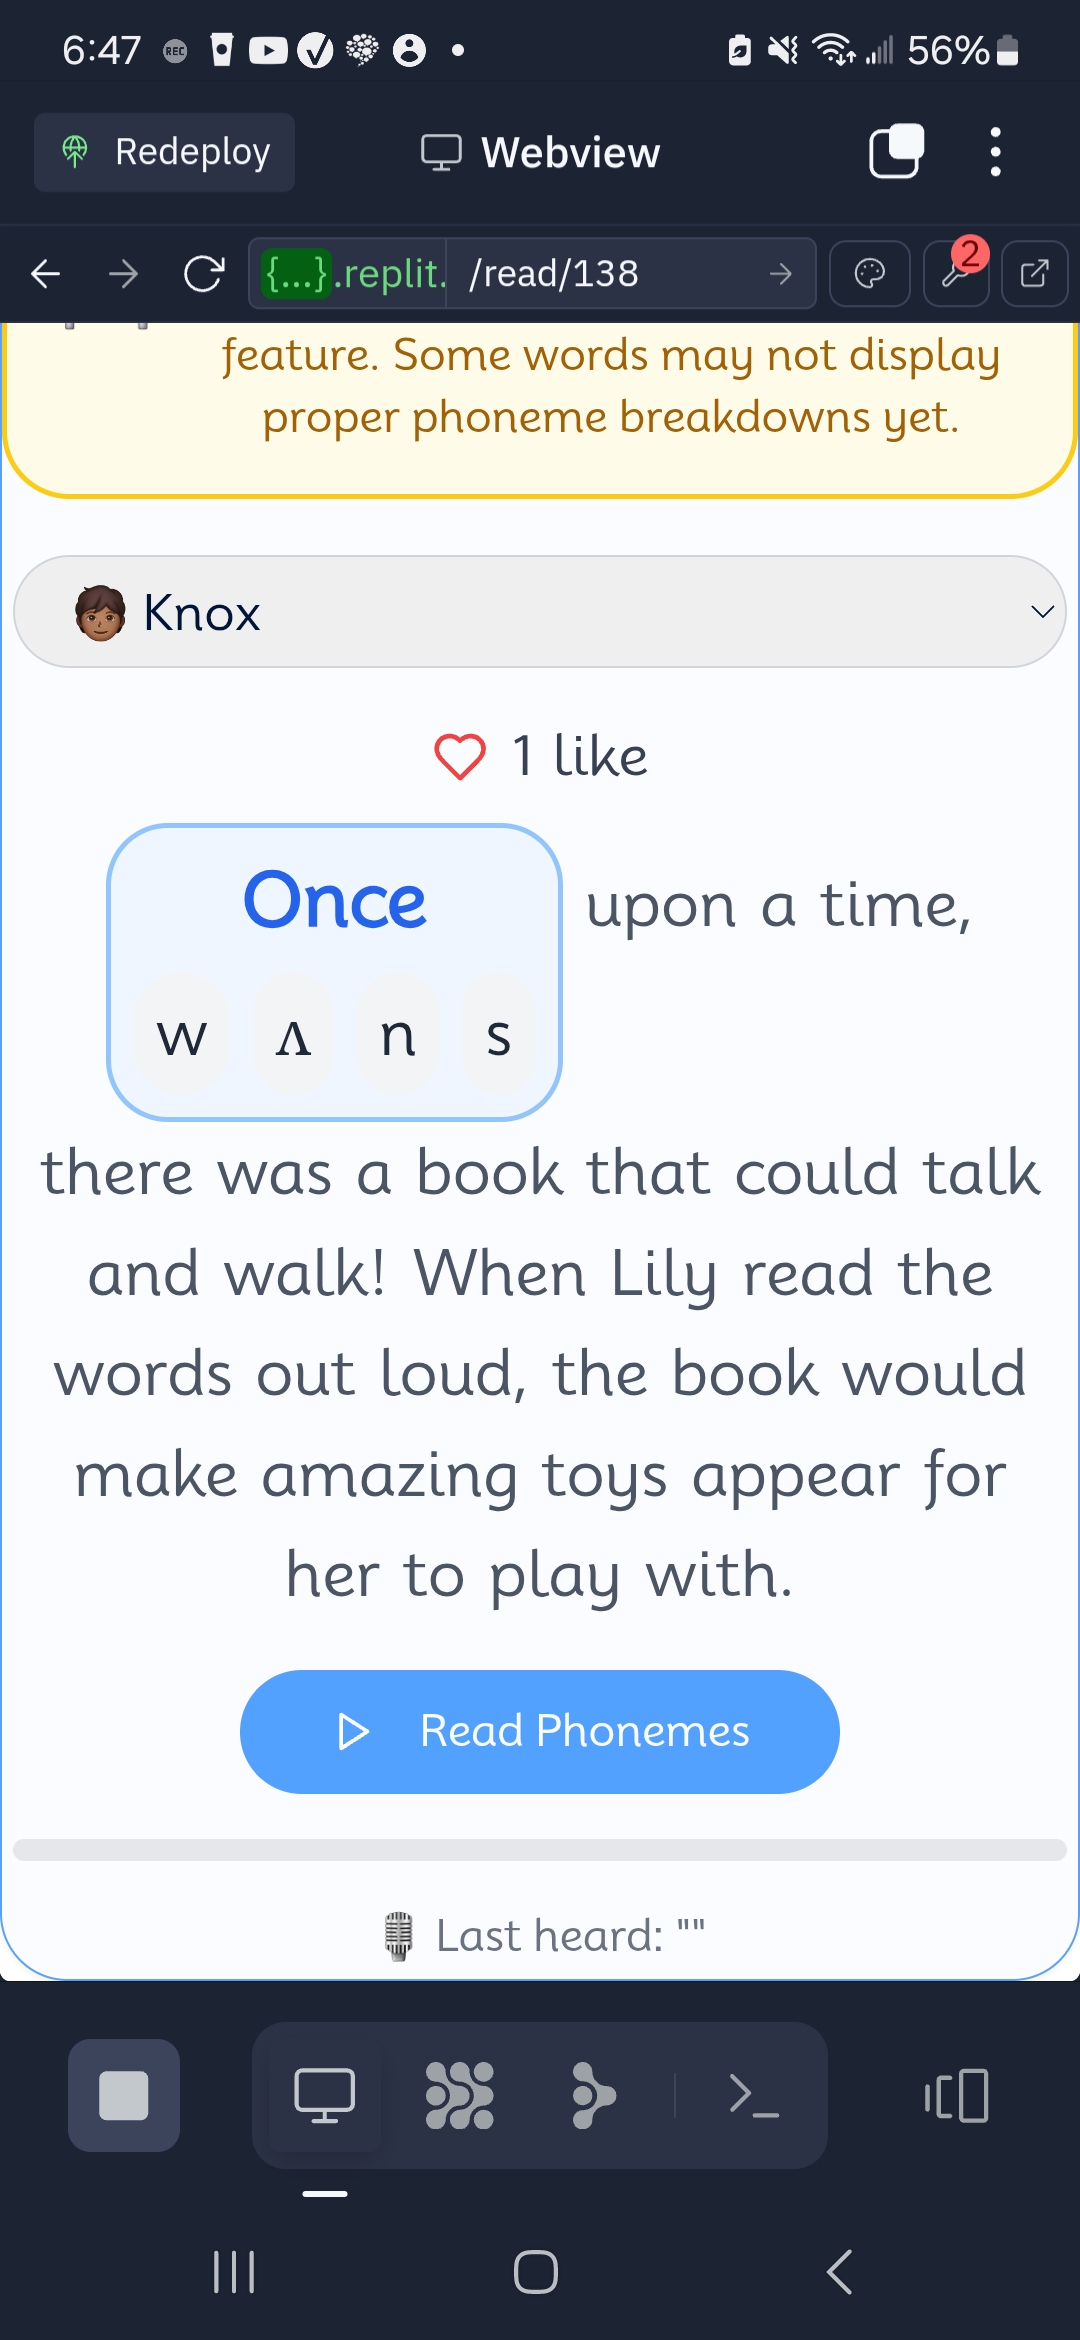 6:47 REC 56%
Redeploy Webview
{...}.replit. /read/138 2
feature. Some words may not display
proper phoneme breakdowns yet.
Knox
1 like
Once upon a time,
w ʌ n s
there was a book that could talk
and walk! When Lily read the
words out loud, the book would
make amazing toys appear for
her to play with.
Read Phonemes
Last heard: ""